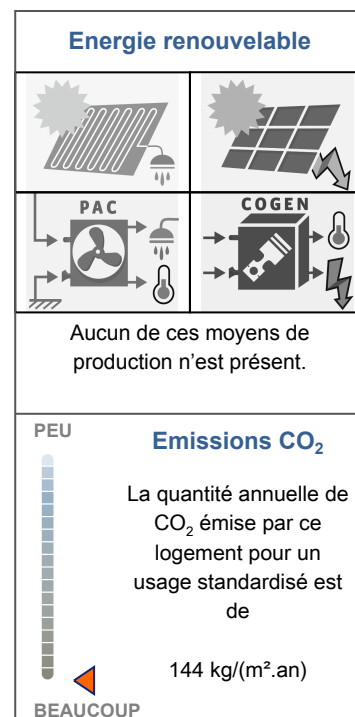 Energie renouvelable
PAC
COGEN
Aucun de ces moyens de
production n'est présent.
PEU
Emissions CO₂
La quantité annuelle de
CO₂ émise par ce
logement pour un
usage standardisé est
de
144 kg/(m².an)
BEAUCOUP